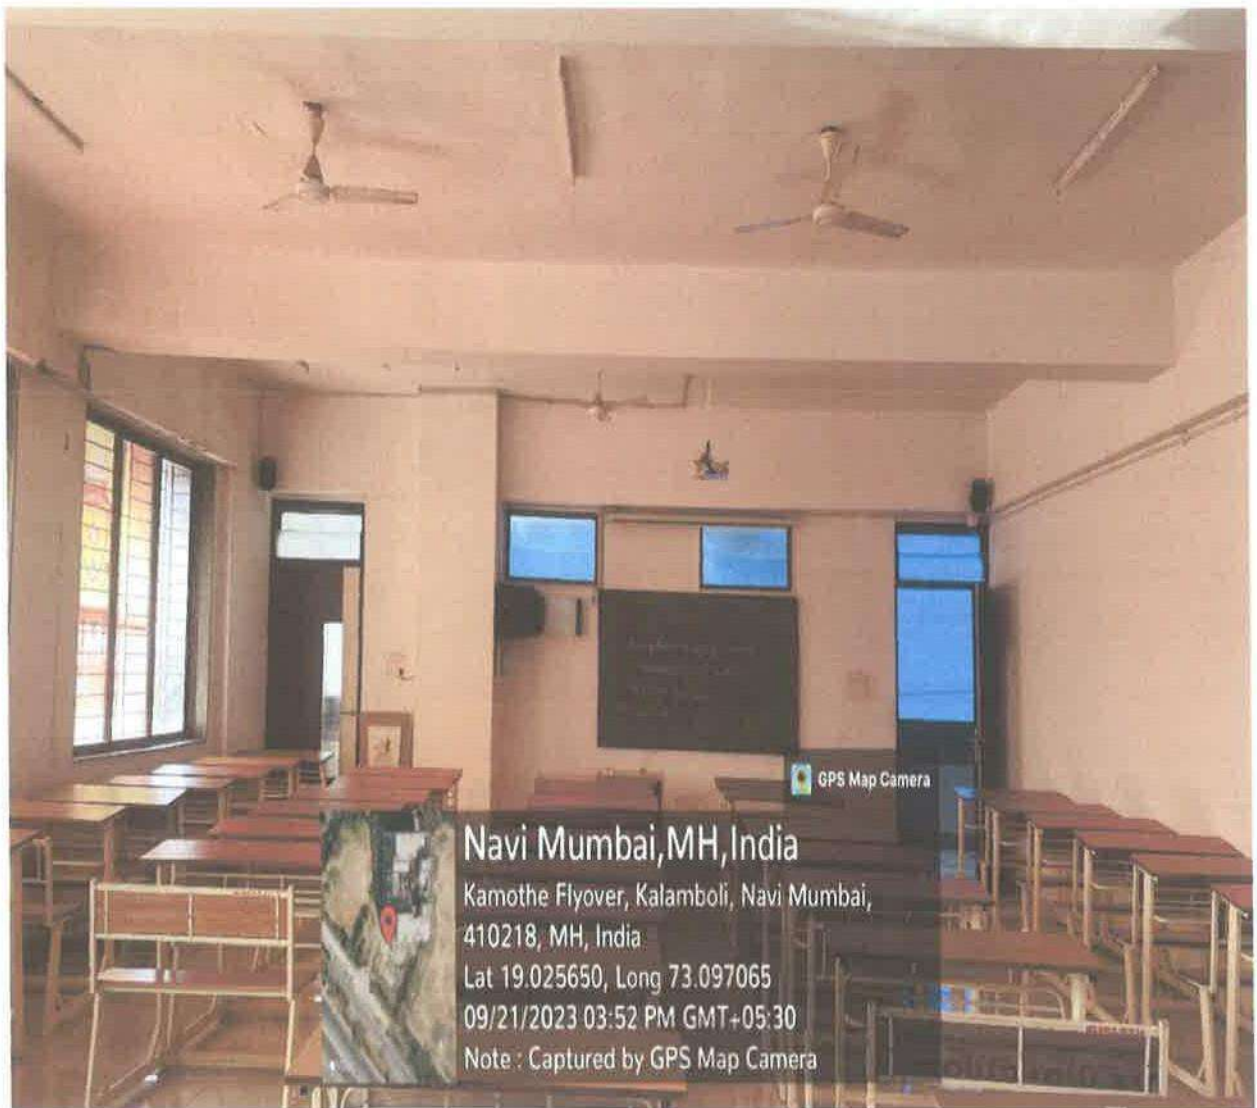 GPS Map Camera
Navi Mumbai,MH,India
Kamothe Flyover, Kalamboli, Navi Mumbai,
410218, MH, India
Lat 19.025650, Long 73.097065
09/21/2023 03:52 PM GMT+05:30
Note : Captured by GPS Map Camera